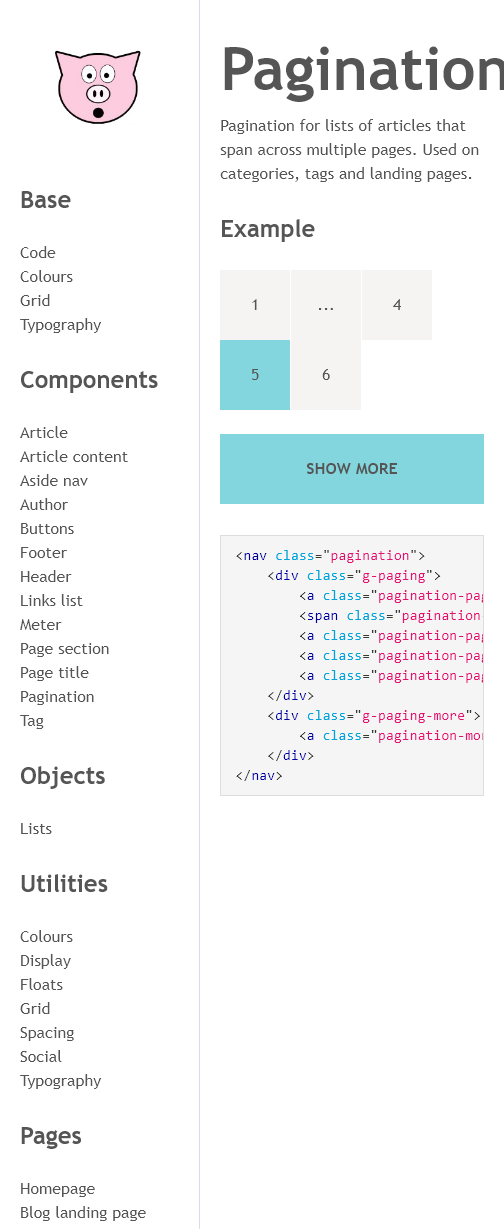 Base
Code
Colours
Grid
Typography
Components
Article
Article content
Aside nav
Author
Buttons
Footer
Header
Links list
Meter
Page section
Page title
Pagination
Tag
Objects
Lists
Utilities
Colours
Display
Floats
Grid
Spacing
Social
Typography
Pages
Homepage
Blog landing page
Pagination
Pagination for lists of articles that
span across multiple pages. Used on
categories, tags and landing pages.
Example
1 ... 4
5 6
SHOW MORE
<nav class="pagination">
<div class="g-paging">
<a class="pagination-pag
<span class="pagination-
<a class="pagination-pag
<a class="pagination-pag
<a class="pagination-pag
</div>
<div class="g-paging-more">
<a class="pagination-mor
</div>
</nav>